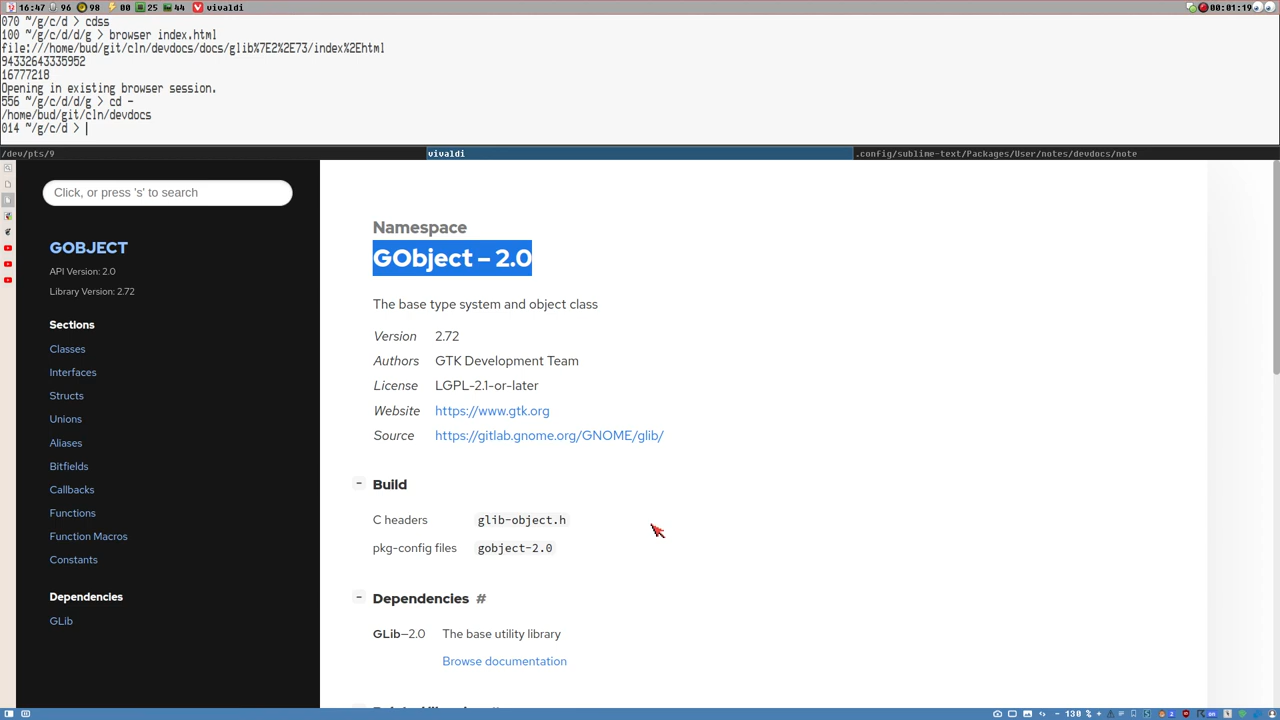 16:47 96 98 00 25 44 vivaldi 00:01:19
070 ~/g/c/d > cdss
100 ~/g/c/d/d/g > browser index.html
file:///home/bud/git/cln/devdocs/docs/glib%7E2%2E73/index%2Ehtml
94332643335952
16777218
Opening in existing browser session.
556 ~/g/c/d/d/g > cd -
/home/bud/git/cln/devdocs
014 ~/g/c/d >
/dev/pts/9 vivaldi .config/sublime-text/Packages/User/notes/devdocs/note
Click, or press 's' to search
GOBJECT
API Version: 2.0
Library Version: 2.72
Sections
Classes
Interfaces
Structs
Unions
Aliases
Bitfields
Callbacks
Functions
Function Macros
Constants
Dependencies
GLib
Namespace
GObject – 2.0
The base type system and object class
Version 2.72
Authors GTK Development Team
License LGPL-2.1-or-later
Website https://www.gtk.org
Source https://gitlab.gnome.org/GNOME/glib/
Build
C headers glib-object.h
pkg-config files gobject-2.0
Dependencies #
GLib—2.0 The base utility library
Browse documentation
130 %